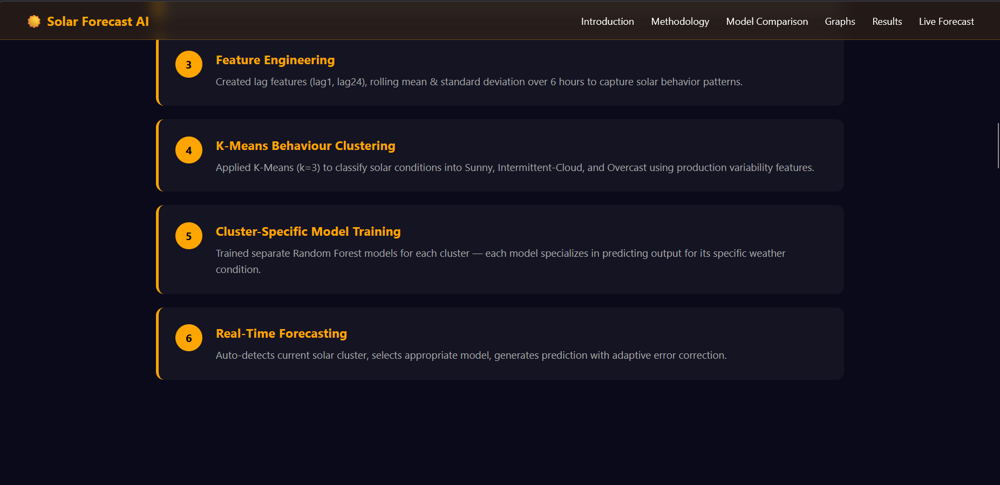 Solar Forecast AI
Introduction
Methodology
Model Comparison
Graphs
Results
Live Forecast
3
Feature Engineering
Created lag features (lag1, lag24), rolling mean & standard deviation over 6 hours to capture solar behavior patterns.
4
K-Means Behaviour Clustering
Applied K-Means (k=3) to classify solar conditions into Sunny, Intermittent-Cloud, and Overcast using production variability features.
5
Cluster-Specific Model Training
Trained separate Random Forest models for each cluster — each model specializes in predicting output for its specific weather
condition.
6
Real-Time Forecasting
Auto-detects current solar cluster, selects appropriate model, generates prediction with adaptive error correction.